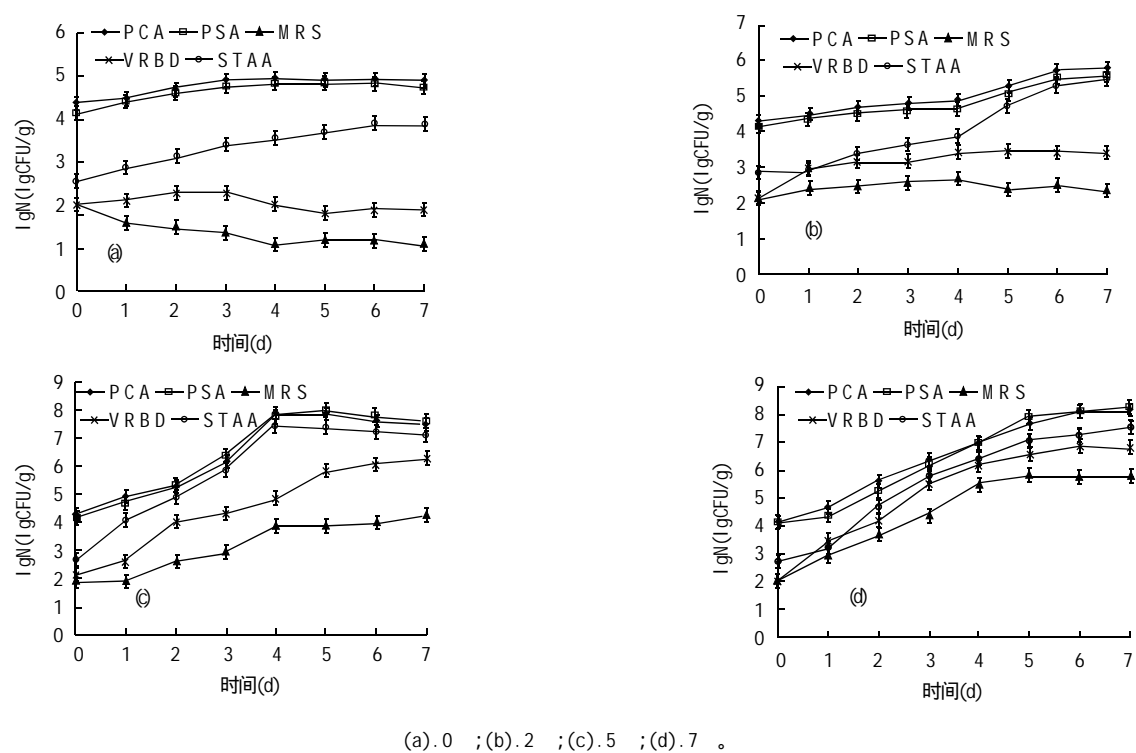 PCA PSA MRS
VRBD STAA
6
5
4
3
2
1
0
lgN(lgCFU/g)
(a)
0 1 2 3 4 5 6 7
时间(d)
PCA PSA MRS
VRBD STAA
7
6
5
4
3
2
1
0
lgN(lgCFU/g)
(b)
0 1 2 3 4 5 6 7
时间(d)
PCA PSA MRS
VRBD STAA
9
8
7
6
5
4
3
2
1
0
lgN(lgCFU/g)
(c)
0 1 2 3 4 5 6 7
时间(d)
PCA PSA MRS
VRBD STAA
9
8
7
6
5
4
3
2
1
0
lgN(lgCFU/g)
(d)
0 1 2 3 4 5 6 7
时间(d)
(a).0 ;(b).2 ;(c).5 ;(d).7 。